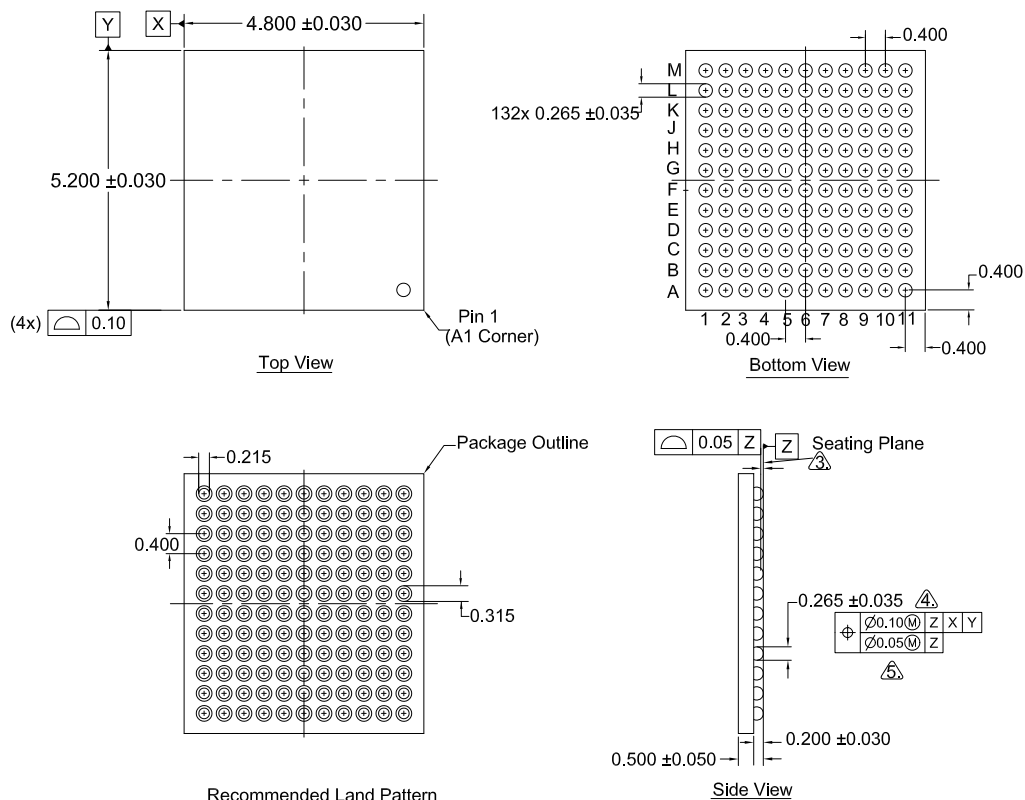 Y
X
4.800 ±0.030
5.200 ±0.030
(4x) 0.10
Pin 1
(A1 Corner)
Top View
0.400
M
L
132x 0.265 ±0.035
K
J
H
G
F
E
D
C
B
A
0.400
1 2 3 4 5 6 7 8 9 10 11
0.400
0.400
Bottom View
Package Outline
0.215
0.400
0.315
Recommended Land Pattern
0.05 Z
Z
Seating Plane
3.
0.265 ±0.035
4.
Ø0.10Ⓜ Z X Y
Ø0.05Ⓜ Z
5.
0.200 ±0.030
0.500 ±0.050
Side View